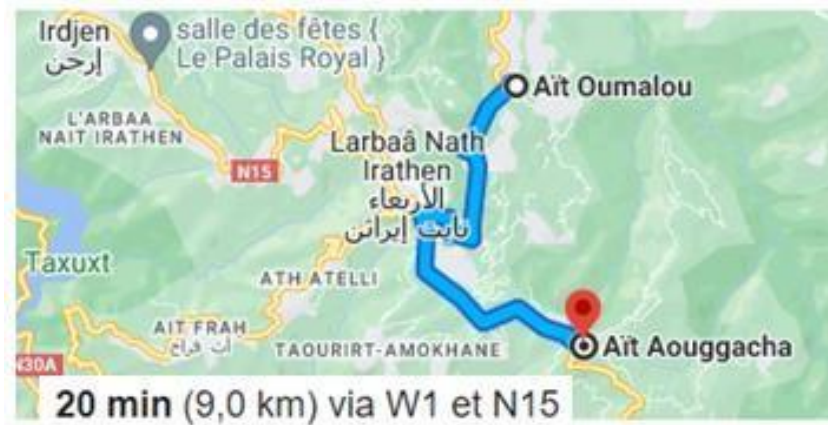 Irdjen
إرجن
salle des fêtes {
Le Palais Royal }
Aït Oumalou
L'ARBAA
NAIT IRATHEN
Larbaâ Nath
Irathen
الأربعاء
نايث إيراثن
N15
Taxuxt
ATH ATELLI
AIT FRAH
آث فراح
TAOURIRT-AMOKHANE
Aït Aouggacha
N30A
20 min (9,0 km) via W1 et N15